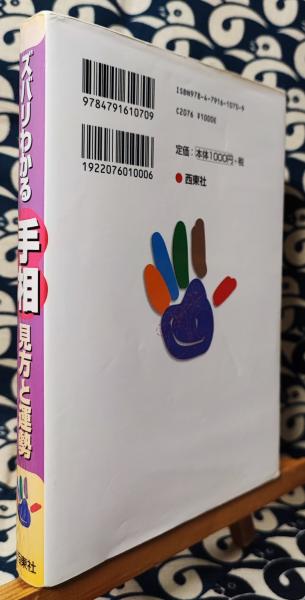 ズバリわかる
手相
見方と運勢
西東社
9784791610709
1922076010006
ISBN978-4-7916-1070-9
C2076 ¥1000E
定価:本体1000円+税
西東社